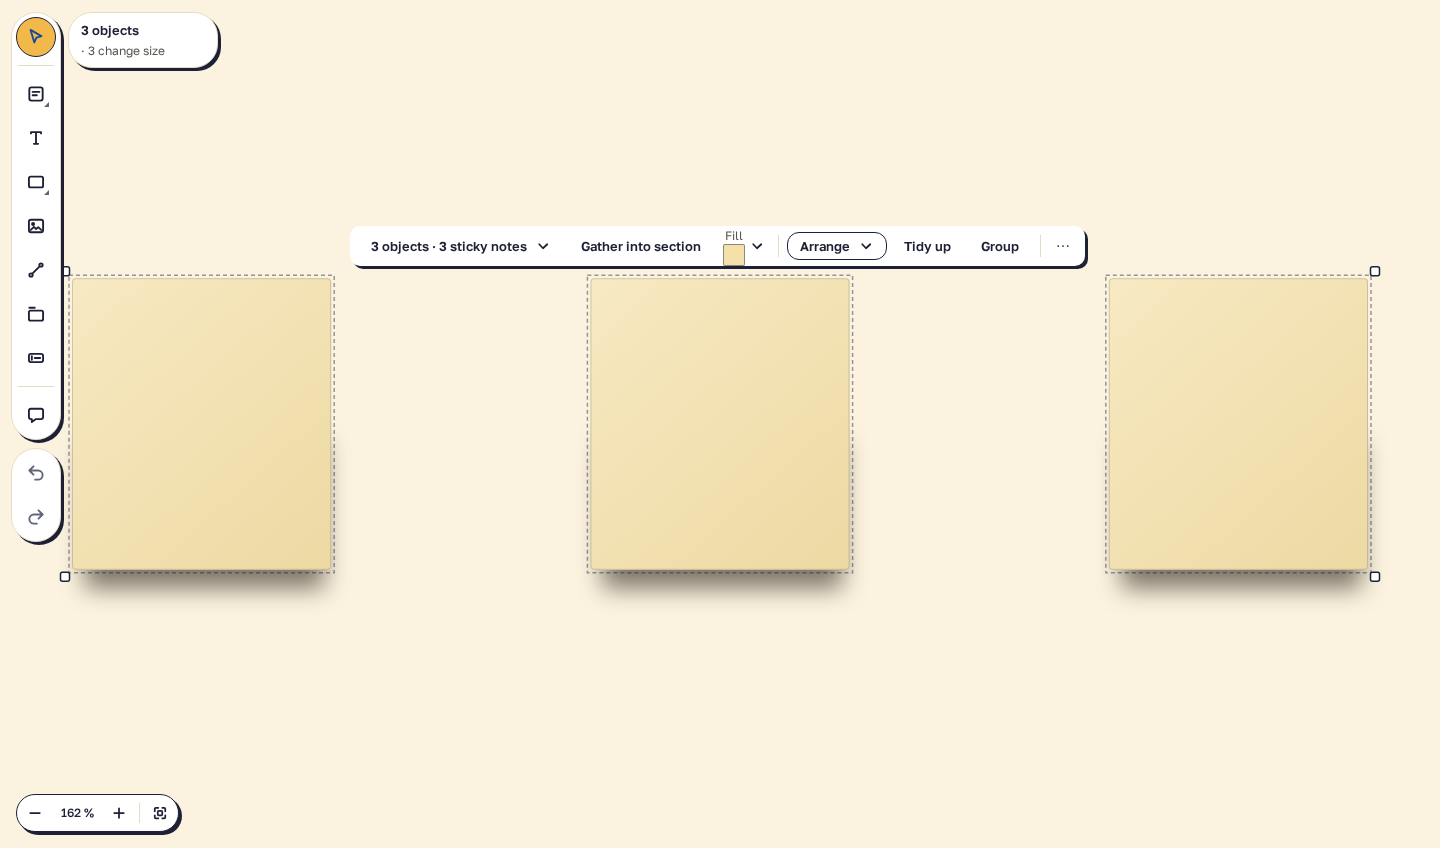 3 objects
· 3 change size
3 objects · 3 sticky notes
Gather into section
Fill
Arrange
Tidy up
Group
162 %